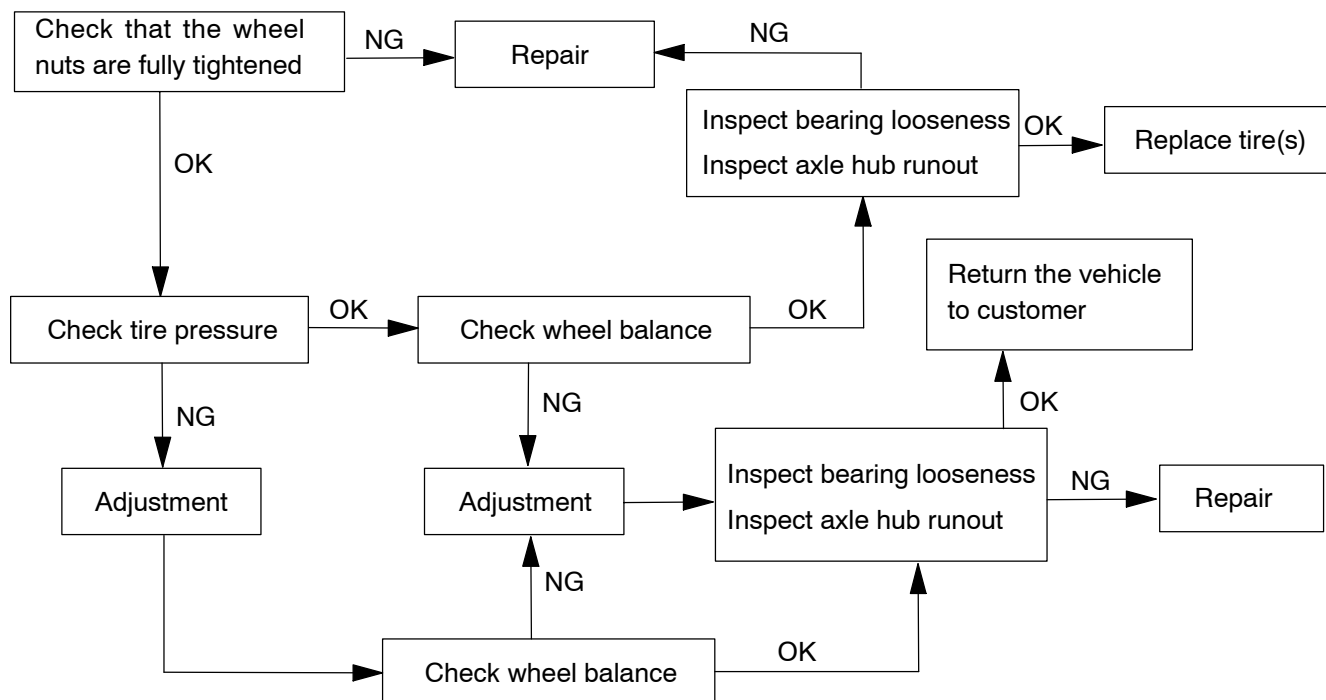 Check that the wheel
nuts are fully tightened
NG
Repair
NG
Inspect bearing looseness
Inspect axle hub runout
OK
Replace tire(s)
OK
Return the vehicle
to customer
Check tire pressure
OK
Check wheel balance
OK
NG
NG
OK
Adjustment
Adjustment
Inspect bearing looseness
Inspect axle hub runout
NG
Repair
NG
Check wheel balance
OK